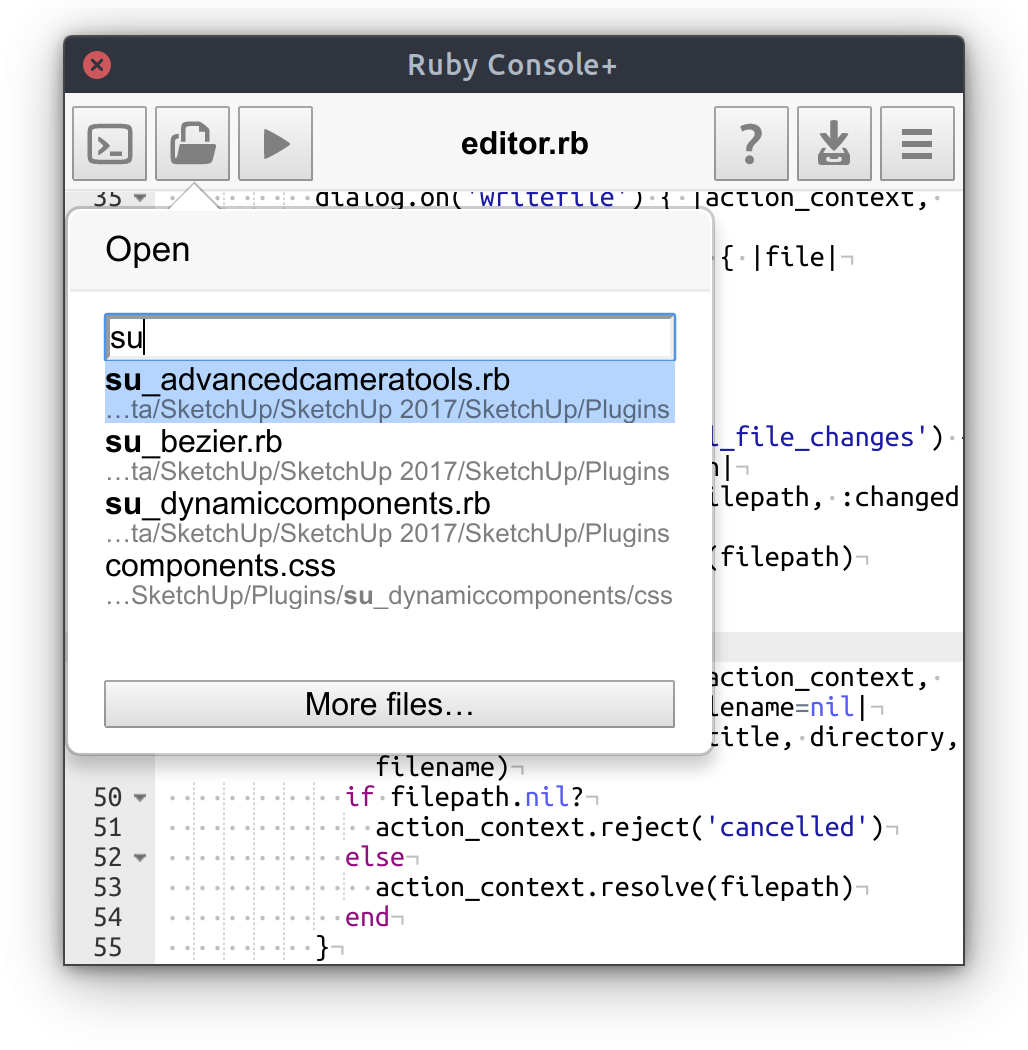 Ruby Console+
editor.rb
35 dialog.on('writefile') { |action_context,
Open
{ |file|
su
su_advancedcameratools.rb
…ta/SketchUp/SketchUp 2017/SketchUp/Plugins
l_file_changes')
su_bezier.rb
…ta/SketchUp/SketchUp 2017/SketchUp/Plugins
su_dynamiccomponents.rb
ilepath, :changed
…ta/SketchUp/SketchUp 2017/SketchUp/Plugins
components.css
(filepath)
…SketchUp/Plugins/su_dynamiccomponents/css
action_context,
More files…
lename=nil|
title, directory,
filename)
50 if filepath.nil?
51 action_context.reject('cancelled')
52 else
53 action_context.resolve(filepath)
54 end
55 }